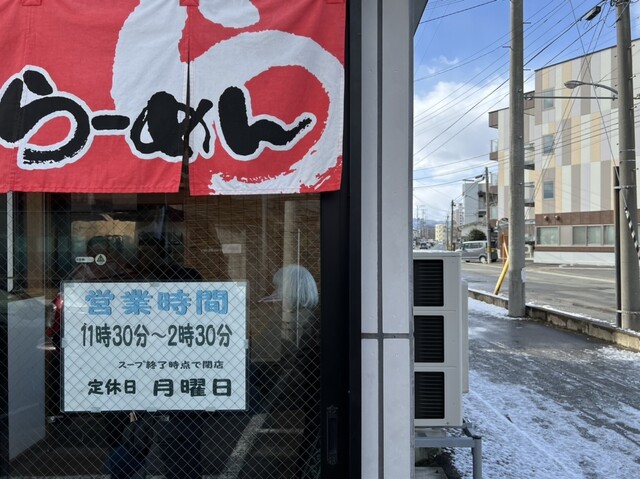 らーめん
営業時間
11時30分～2時30分
スープ終了時点で閉店
定休日 月曜日